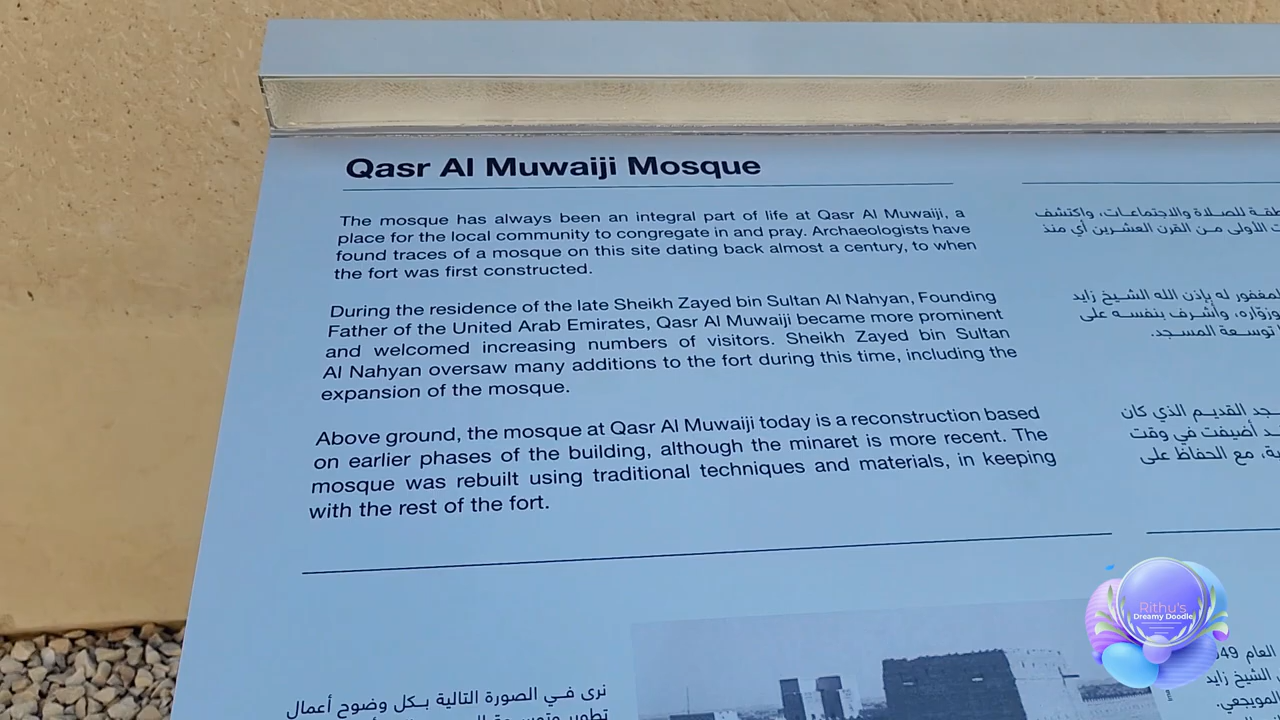 Qasr Al Muwaiji Mosque
The mosque has always been an integral part of life at Qasr Al Muwaiji, a
place for the local community to congregate in and pray. Archaeologists have
found traces of a mosque on this site dating back almost a century, to when
the fort was first constructed.
During the residence of the late Sheikh Zayed bin Sultan Al Nahyan, Founding
Father of the United Arab Emirates, Qasr Al Muwaiji became more prominent
and welcomed increasing numbers of visitors. Sheikh Zayed bin Sultan
Al Nahyan oversaw many additions to the fort during this time, including the
expansion of the mosque.
Above ground, the mosque at Qasr Al Muwaiji today is a reconstruction based
on earlier phases of the building, although the minaret is more recent. The
mosque was rebuilt using traditional techniques and materials, in keeping
with the rest of the fort.
للصلاة والاجتماعات، واكتشف
الأولى من القرن العشرين أي منذ
له بإذن الله الشيخ زايد
وزواره، وأشرف بنفسه على
توسعة المسجد.
القديم الذي كان
أضيفت في وقت
مع الحفاظ على
نرى في الصورة التالية بكل وضوح أعمال
العام
الشيخ زايد
Rithu's
Dreamy Doodle